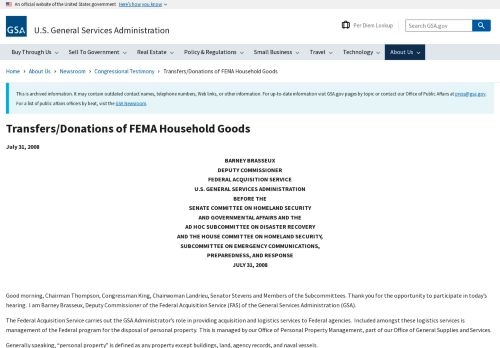 An official website of the United States government Here's how you know
GSA
U.S. General Services Administration
Per Diem Lookup
Search GSA.gov
Buy Through Us
Sell To Government
Real Estate
Policy & Regulations
Small Business
Travel
Technology
About Us
Home › About Us › Newsroom › Congressional Testimony › Transfers/Donations of FEMA Household Goods
This is archived information. It may contain outdated contact names, telephone numbers, Web links, or other information. For up-to-date information visit GSA.gov pages by topic or contact our Office of Public Affairs at press@gsa.gov.
For a list of public affairs officers by beat, visit the GSA Newsroom.
Transfers/Donations of FEMA Household Goods
July 31, 2008
BARNEY BRASSEUX
DEPUTY COMMISSIONER
FEDERAL ACQUISITION SERVICE
U.S. GENERAL SERVICES ADMINISTRATION
BEFORE THE
SENATE COMMITTEE ON HOMELAND SECURITY
AND GOVERNMENTAL AFFAIRS AND THE
AD HOC SUBCOMMITTEE ON DISASTER RECOVERY
AND THE HOUSE COMMITTEE ON HOMELAND SECURITY,
SUBCOMMITTEE ON EMERGENCY COMMUNICATIONS,
PREPAREDNESS, AND RESPONSE
JULY 31, 2008
Good morning, Chairman Thompson, Congressman King, Chairwoman Landrieu, Senator Stevens and Members of the Subcommittees. Thank you for the opportunity to participate in today's
hearing. I am Barney Brasseux, Deputy Commissioner of the Federal Acquisition Service (FAS) of the General Services Administration (GSA).
The Federal Acquisition Service carries out the GSA Administrator's role in providing acquisition and logistics services to Federal agencies. Included amongst these logistics services is
management of the Federal program for the disposal of personal property. This is managed by our Office of Personal Property Management, part of our Office of General Supplies and Services.
Generally speaking, "personal property" is defined as any property except buildings, land, agency records, and naval vessels.